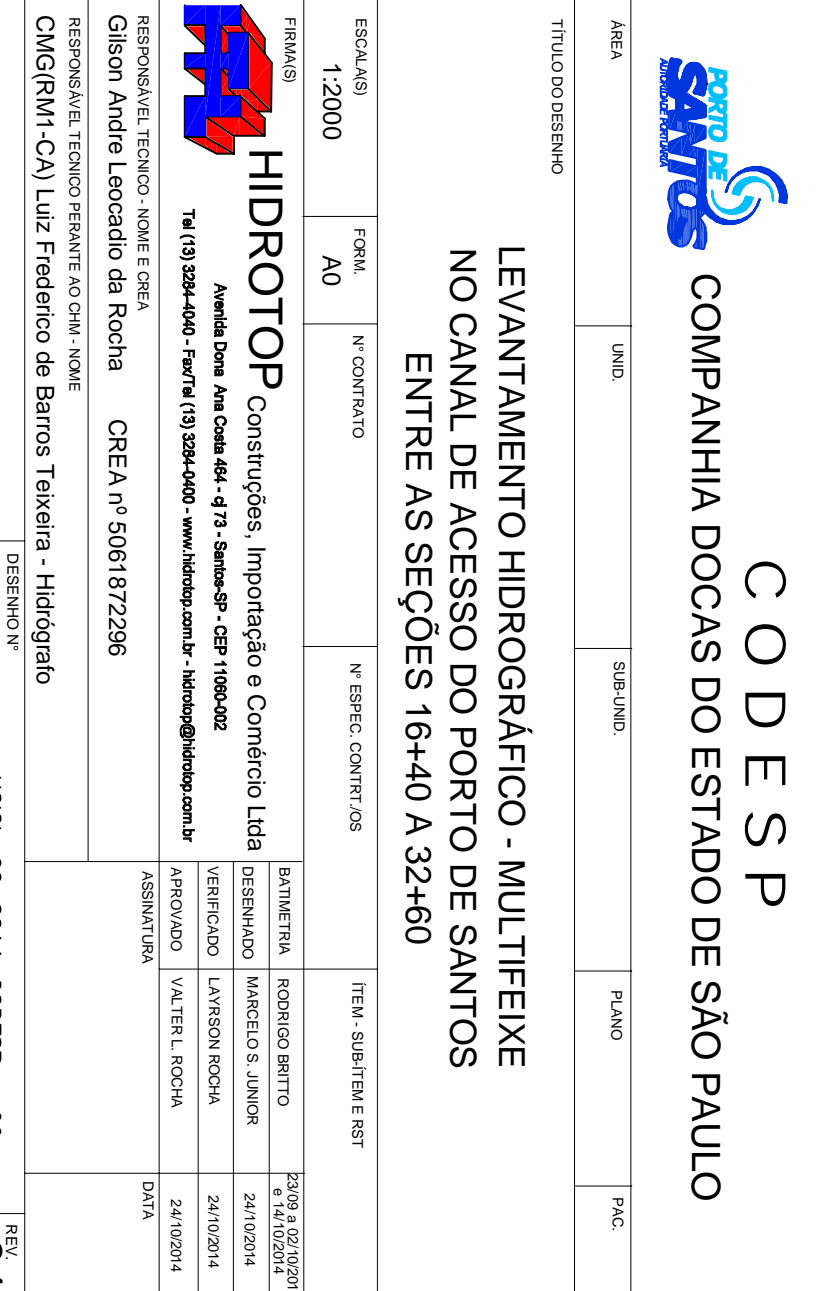 C O D E S P
PORTO DE
SANTOS
AUTORIDADE PORTUÁRIA
COMPANHIA DOCAS DO ESTADO DE SÃO PAULO
ÁREA
UNID.
SUB-UNID.
PLANO
PAC.
TÍTULO DO DESENHO
LEVANTAMENTO HIDROGRÁFICO - MULTIFEIXE
NO CANAL DE ACESSO DO PORTO DE SANTOS
ENTRE AS SEÇÕES 16+40 A 32+60
ESCALA(S)
1:2000
FORM.
A0
N° CONTRATO
N° ESPEC. CONTRT./OS
ÍTEM - SUB-ÍTEM E RST
FIRMA(S)
HIDROTOP Construções, Importação e Comércio Ltda
Avenida Dona Ana Costa 464 - cj 73 - Santos-SP - CEP 11060-002
Tel (13) 3284-4040 - Fax/Tel (13) 3284-0400 - www.hidrotop.com.br - hidrotop@hidrotop.com.br
BATIMETRIA RODRIGO BRITTO 23/09 a 02/10/201
e 14/10/2014
DESENHADO MARCELO S. JUNIOR 24/10/2014
VERIFICADO LAYRSON ROCHA 24/10/2014
APROVADO VALTER L. ROCHA 24/10/2014
RESPONSÁVEL TECNICO - NOME E CREA
ASSINATURA
DATA
Gilson Andre Leocadio da Rocha CREA nº 5061872296
RESPONSÁVEL TECNICO PERANTE AO CHM - NOME
CMG(RM1-CA) Luiz Frederico de Barros Teixeira - Hidrógrafo
DESENHO N°
REV.